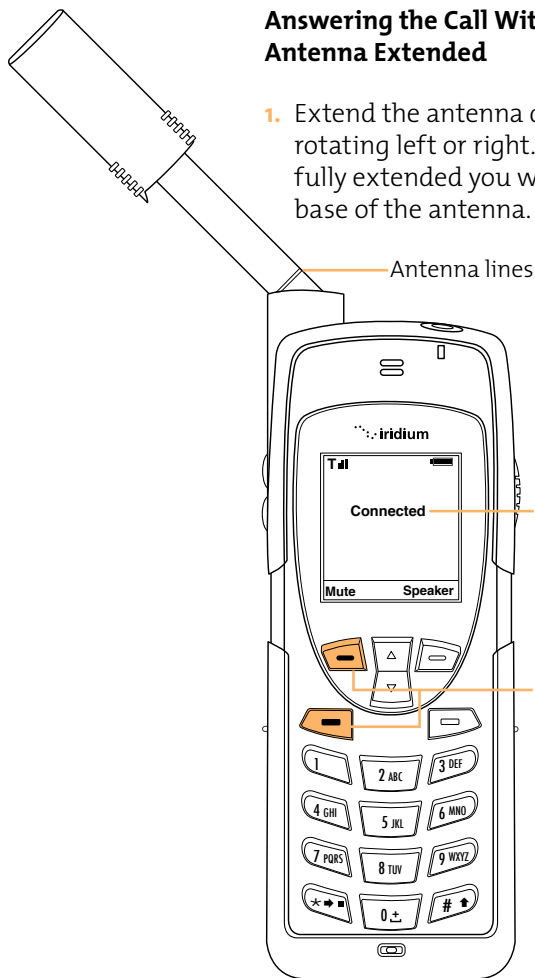 Answering the Call Wit
Antenna Extended
1. Extend the antenna
rotating left or right.
fully extended you w
base of the antenna.
Antenna lines
iridium
Connected
Mute Speaker
1
2 ABC
3 DEF
4 GHI
5 JKL
6 MNO
7 PQRS
8 TUV
9 WXYZ
*
0 ±
#